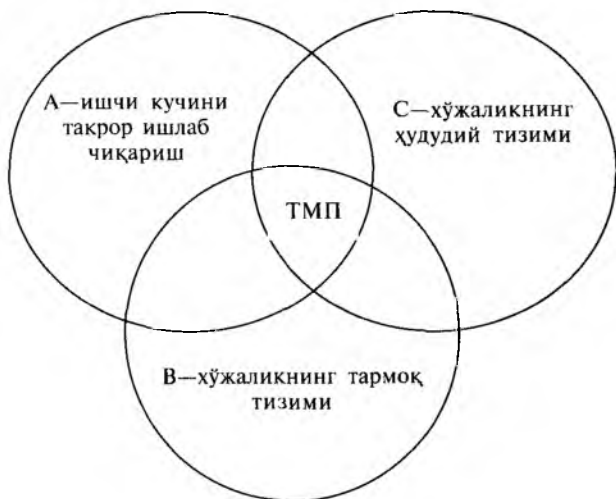 А—ишчи кучини
такрор ишлаб
чиқариш
С—хўжаликнинг
ҳудудий тизими
ТМП
В—хўжаликнинг тармоқ
тизими